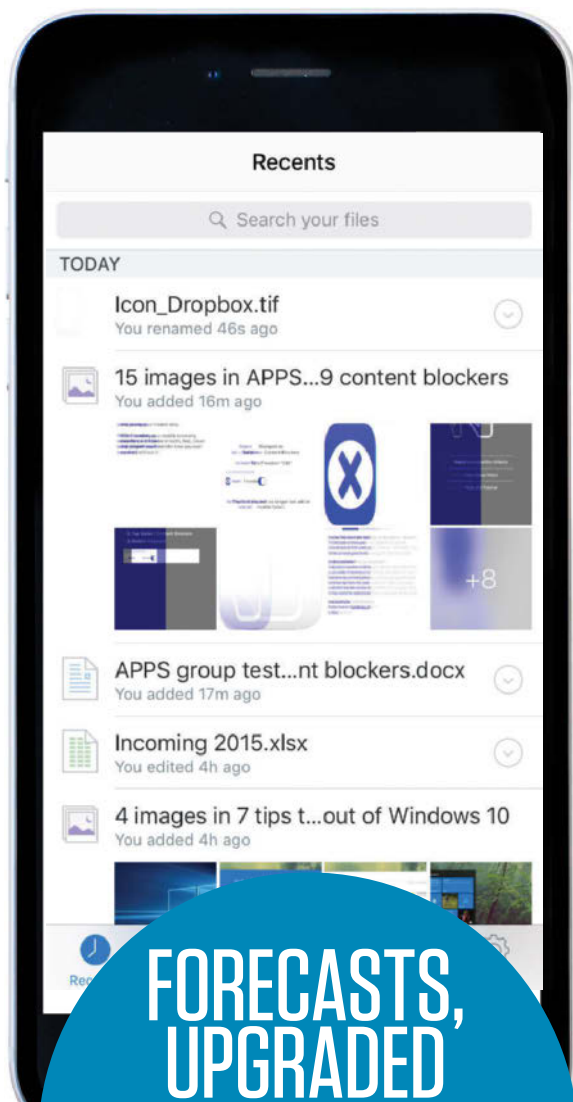 Recents
Search your files
TODAY
Icon_Dropbox.tif
You renamed 46s ago
15 images in APPS...9 content blockers
You added 16m ago
+8
APPS group test...nt blockers.docx
You added 17m ago
Incoming 2015.xlsx
You edited 4h ago
4 images in 7 tips t...out of Windows 10
You added 4h ago
FORECASTS,
UPGRADED